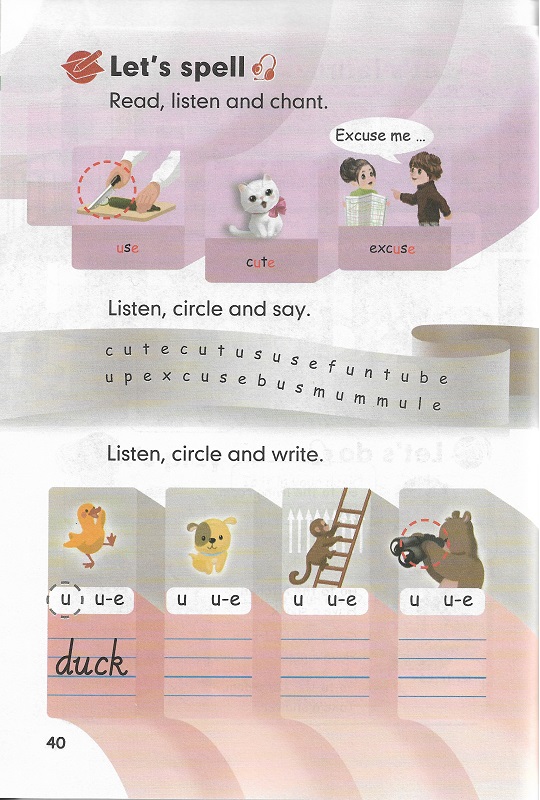 Let's spell
Read, listen and chant.
Excuse me ...
use
cute
excuse
Listen, circle and say.
c u t e c u t u s u s e f u n t u b e
u p e x c u s e b u s m u m m u l e
Listen, circle and write.
u u-e
u u-e
u u-e
u u-e
duck
40